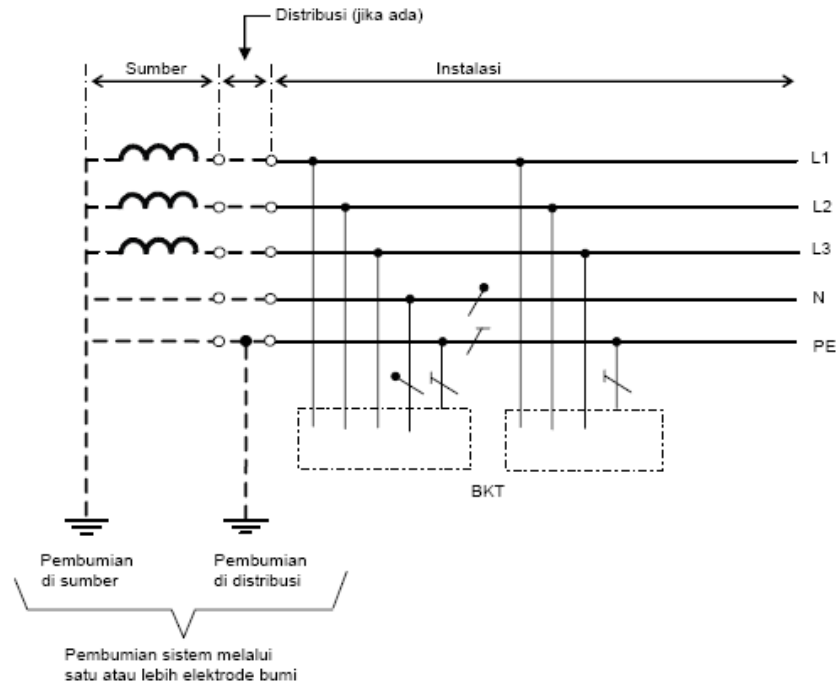 Distribusi (jika ada)
Sumber
Instalasi
L1
L2
L3
N
PE
BKT
Pembumian
di sumber
Pembumian
di distribusi
Pembumian sistem melalui
satu atau lebih elektrode bumi